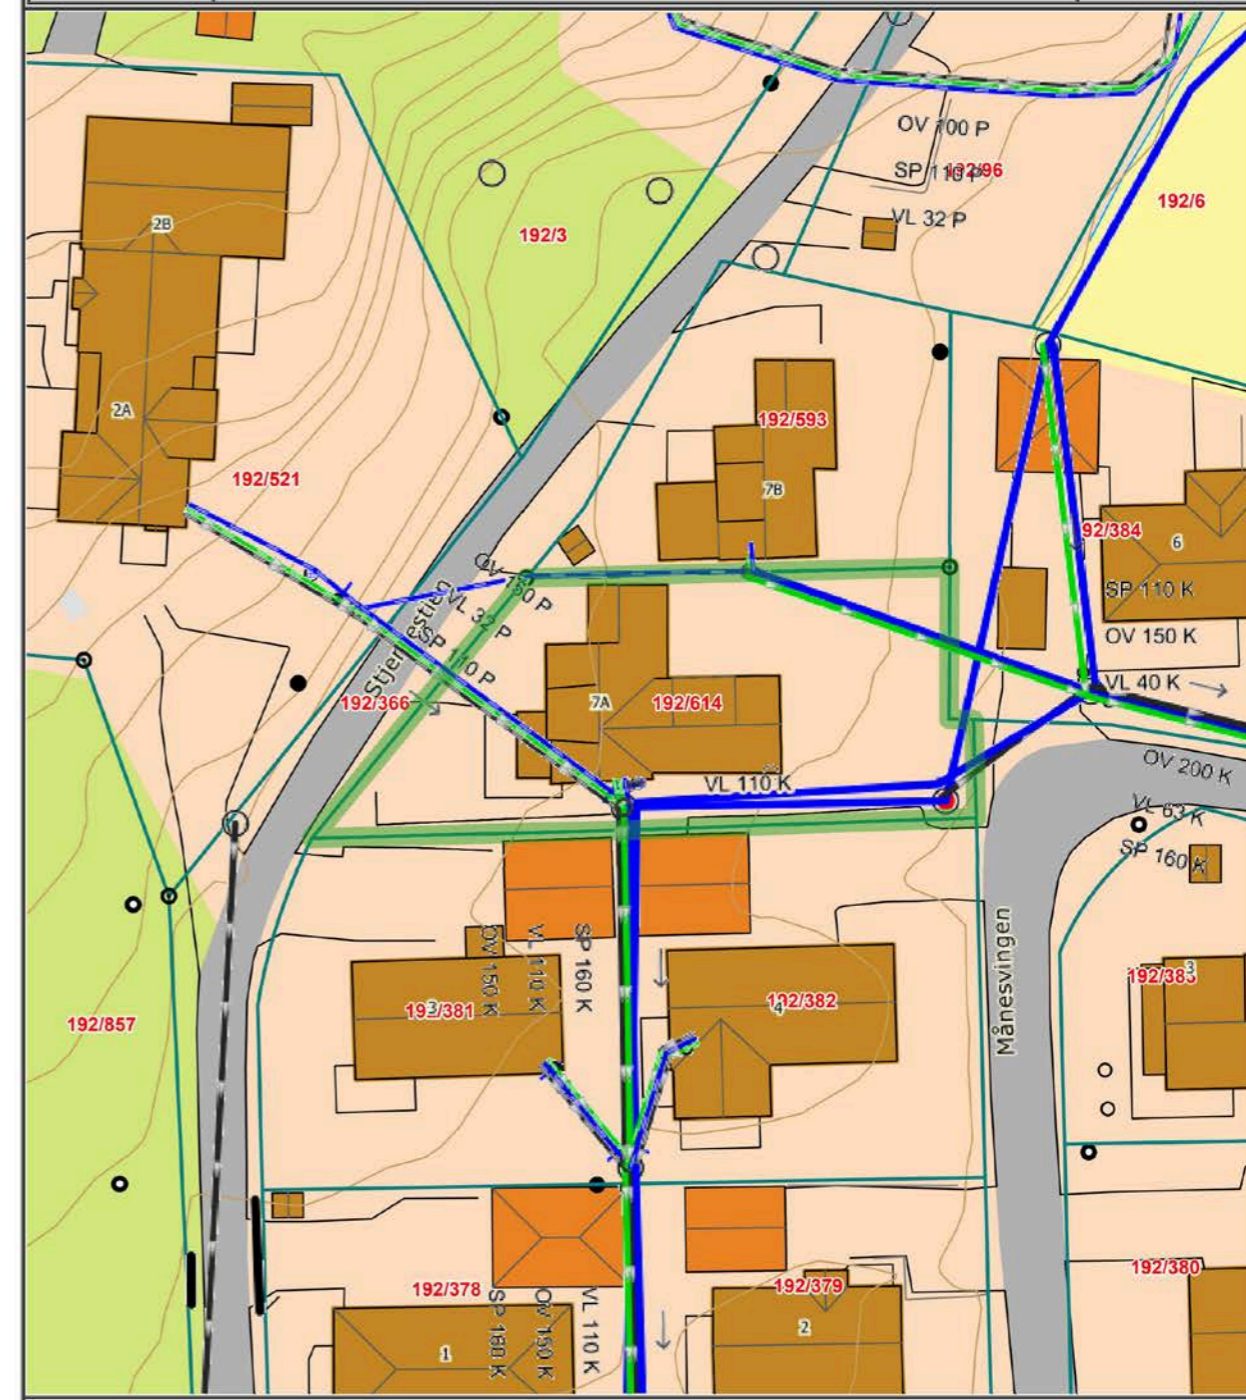 OV 100 P
SP 110 P
192/96
192/6
VL 32 P
2B
192/3
2A
192/593
192/521
7B
92/384
6
OV 150 P
VL 32 P
SP 110 P
SP 110 K
OV 150 K
VL 40 K
192/366
7A
192/614
VL 110 K
OV 200 K
VL 63 K
SP 160 K
OV 150 K
VL 110 K
SP 160 K
Månesvingen
192/383
3
192/381
3
192/382
4
192/857
192/378
SP 160 K
OV 150 K
VL 110 K
192/379
192/380
1
2